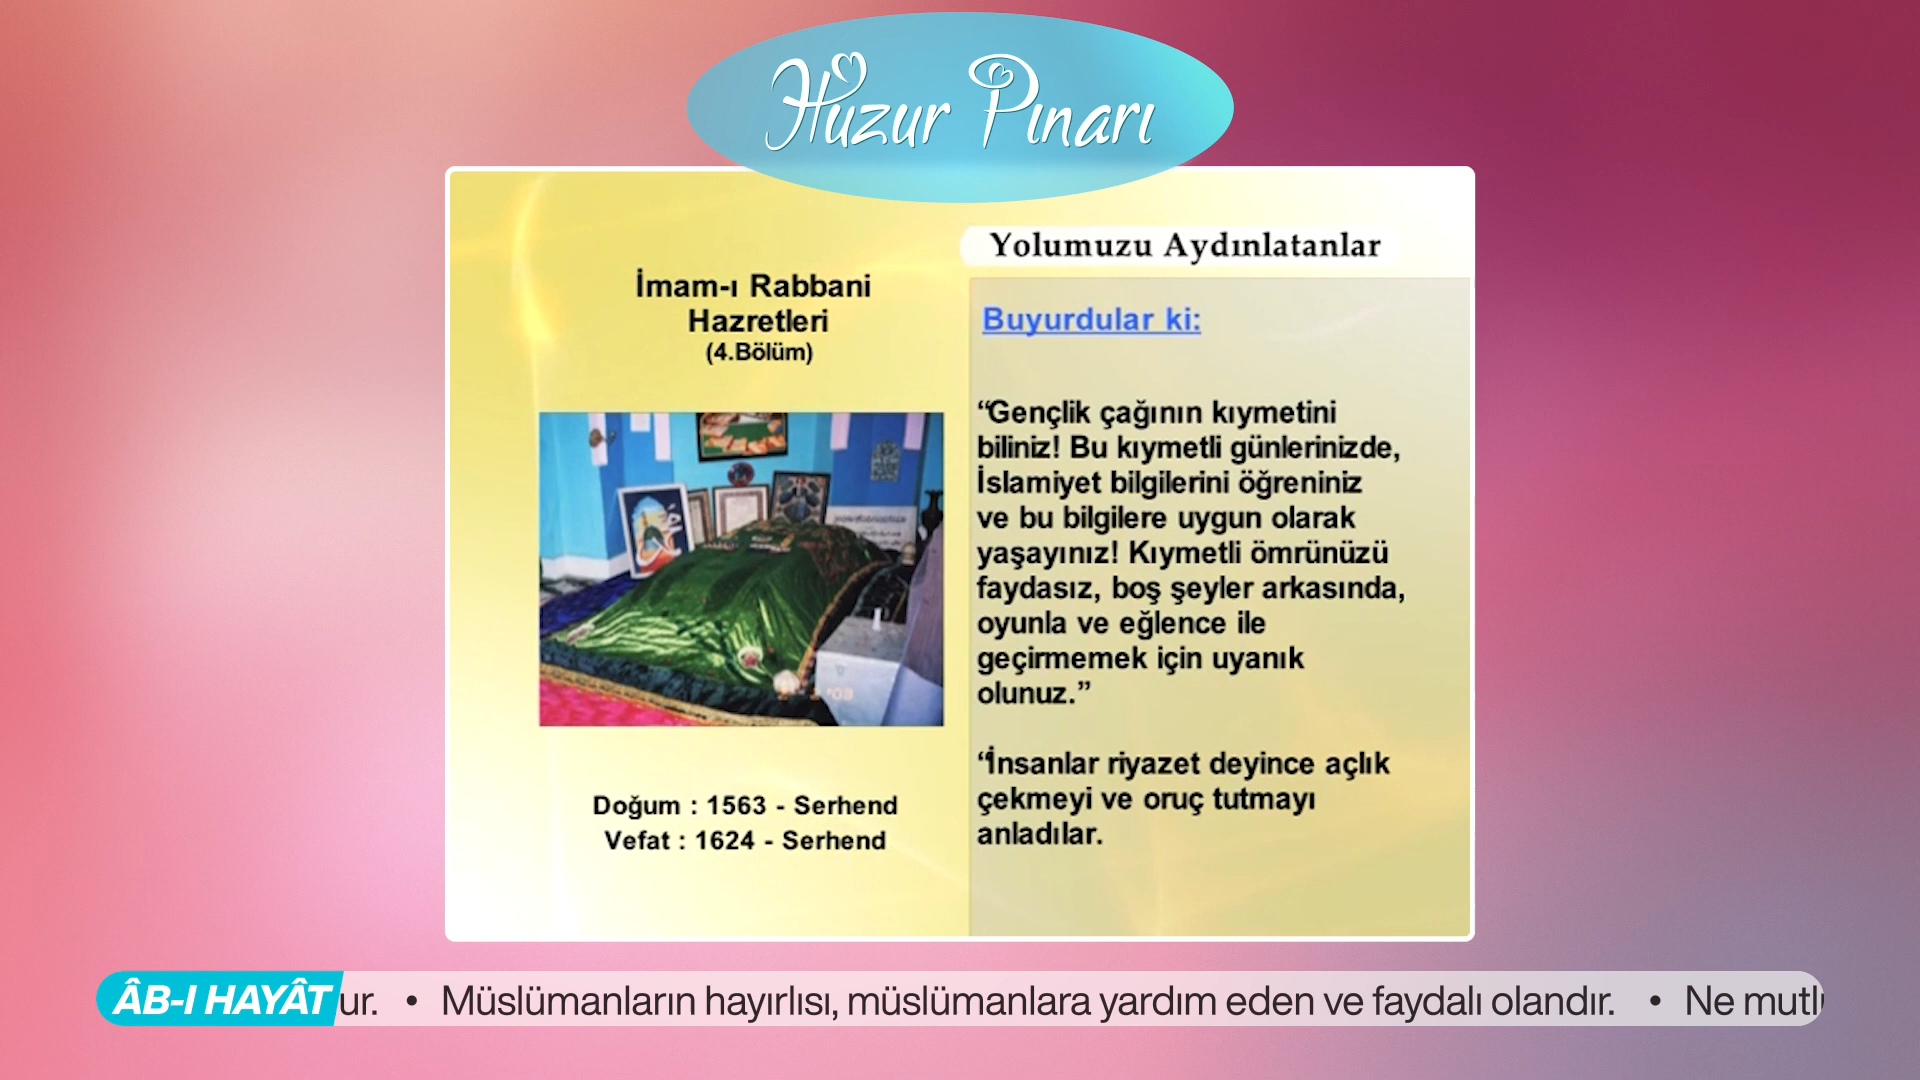 Huzur Pınarı
Yolumuzu Aydınlatanlar
İmam-ı Rabbani
Hazretleri
(4.Bölüm)
Doğum : 1563 - Serhend
Vefat : 1624 - Serhend
Buyurdular ki:
“Gençlik çağının kıymetini
biliniz! Bu kıymetli günlerinizde,
İslamiyet bilgilerini öğreniniz
ve bu bilgilere uygun olarak
yaşayınız! Kıymetli ömrünüzü
faydasız, boş şeyler arkasında,
oyunla ve eğlence ile
geçirmemek için uyanık
olunuz.”
“İnsanlar riyazet deyince açlık
çekmeyi ve oruç tutmayı
anladılar.
ÂB-I HAYÂT ur. • Müslümanların hayırlısı, müslümanlara yardım eden ve faydalı olandır. • Ne mutl